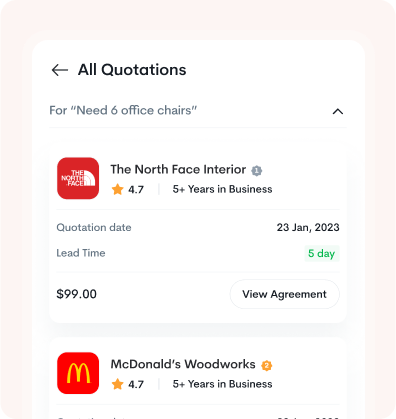 All Quotations
For “Need 6 office chairs”
THE
NORTH
FACE
The North Face Interior 1
4.7
5+ Years in Business
Quotation date
23 Jan, 2023
Lead Time
5 day
$99.00
View Agreement
McDonald’s Woodworks 2
4.7
5+ Years in Business